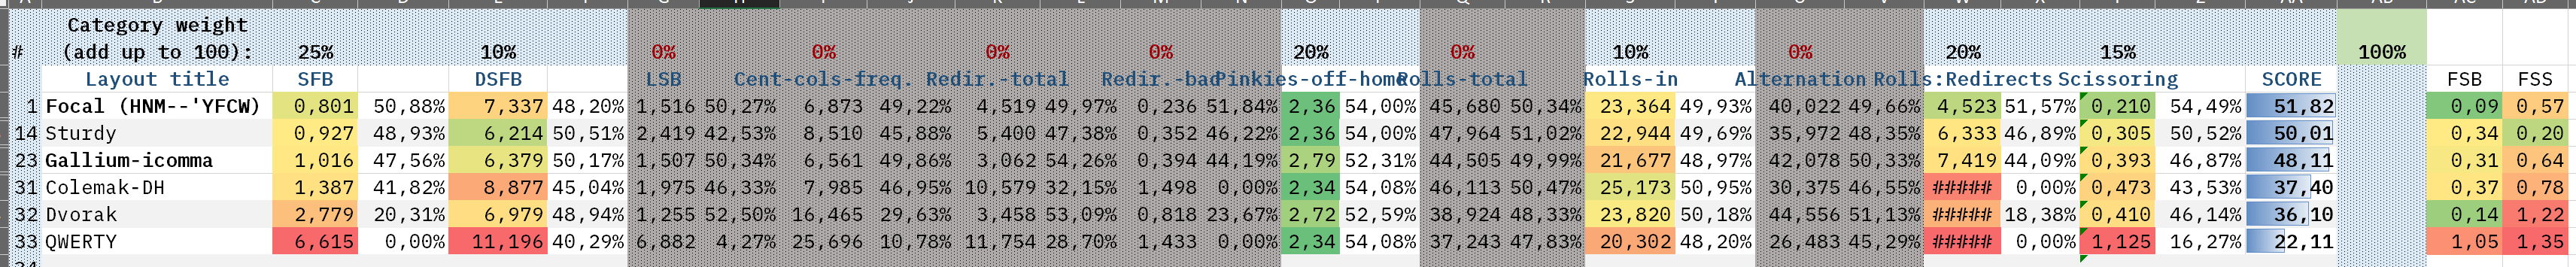 Category weight
# (add up to 100): 25% 10% 0% 0% 0% 0% 20% 0% 10% 0% 20% 15% 100%
Layout title SFB DSFB LSB Cent-cols-freq. Redir.-total Redir.-bad Pinkies-off-home Rolls-total Rolls-in Alternation Rolls:Redirects Scissoring SCORE FSB FSS
1 Focal (HNM--'YFCW) 0,801 50,88% 7,337 48,20% 1,516 50,27% 6,873 49,22% 4,519 49,97% 0,236 51,84% 2,36 54,00% 45,680 50,34% 23,364 49,93% 40,022 49,66% 4,523 51,57% 0,210 54,49% 51,82 0,09 0,57
14 Sturdy 0,927 48,93% 6,214 50,51% 2,419 42,53% 8,510 45,88% 5,400 47,38% 0,352 46,22% 2,36 54,00% 47,964 51,02% 22,944 49,69% 35,972 48,35% 6,333 46,89% 0,305 50,52% 50,01 0,34 0,20
23 Gallium-icomma 1,016 47,56% 6,379 50,17% 1,507 50,34% 6,561 49,86% 3,062 54,26% 0,394 44,19% 2,79 52,31% 44,505 49,99% 21,677 48,97% 42,078 50,33% 7,419 44,09% 0,393 46,87% 48,11 0,31 0,64
31 Colemak-DH 1,387 41,82% 8,877 45,04% 1,975 46,33% 7,985 46,95% 10,579 32,15% 1,498 0,00% 2,34 54,08% 46,113 50,47% 25,173 50,95% 30,375 46,55% ##### 0,00% 0,473 43,53% 37,40 0,37 0,78
32 Dvorak 2,779 20,31% 6,979 48,94% 1,255 52,50% 16,465 29,63% 3,458 53,09% 0,818 23,67% 2,72 52,59% 38,924 48,33% 23,820 50,18% 44,556 51,13% ##### 18,38% 0,410 46,14% 36,10 0,14 1,22
33 QWERTY 6,615 0,00% 11,196 40,29% 6,882 4,27% 25,696 10,78% 11,754 28,70% 1,433 0,00% 2,34 54,08% 37,243 47,83% 20,302 48,20% 26,483 45,29% ##### 0,00% 1,125 16,27% 22,11 1,05 1,35